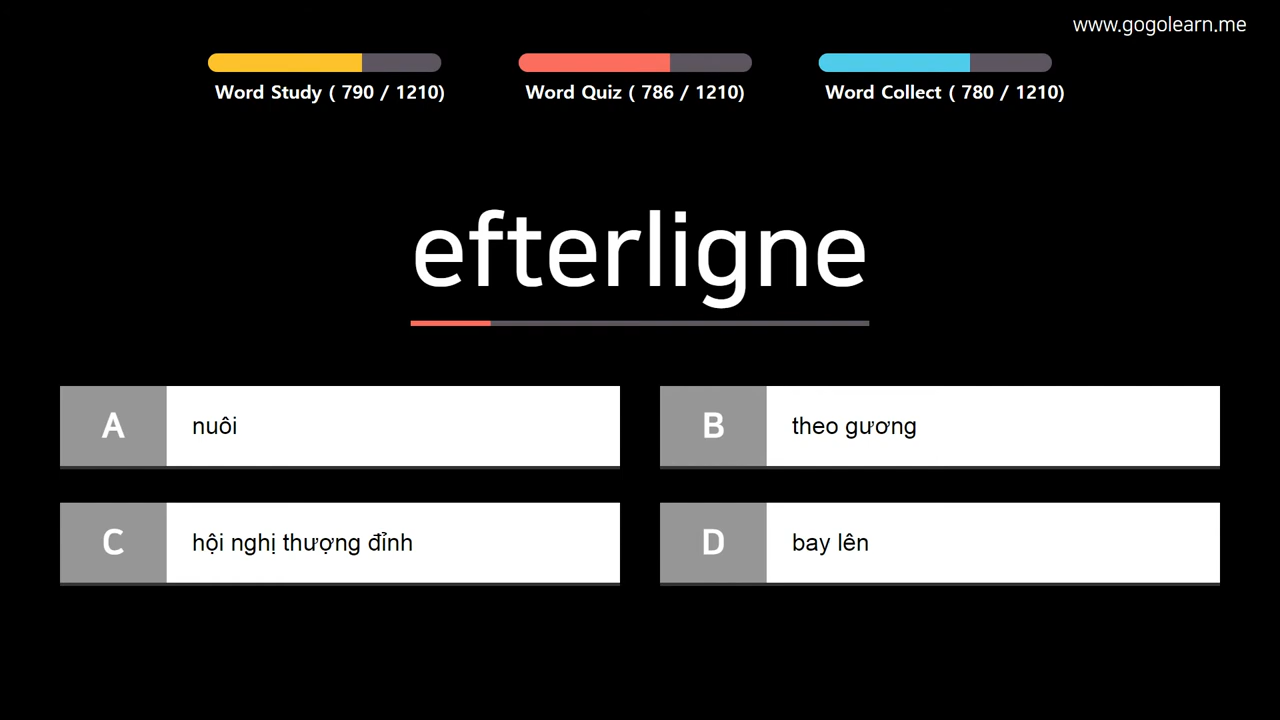 www.gogolearn.me
Word Study ( 790 / 1210)
Word Quiz ( 786 / 1210)
Word Collect ( 780 / 1210)
efterligne
A nuôi
B theo gương
C hội nghị thượng đỉnh
D bay lên